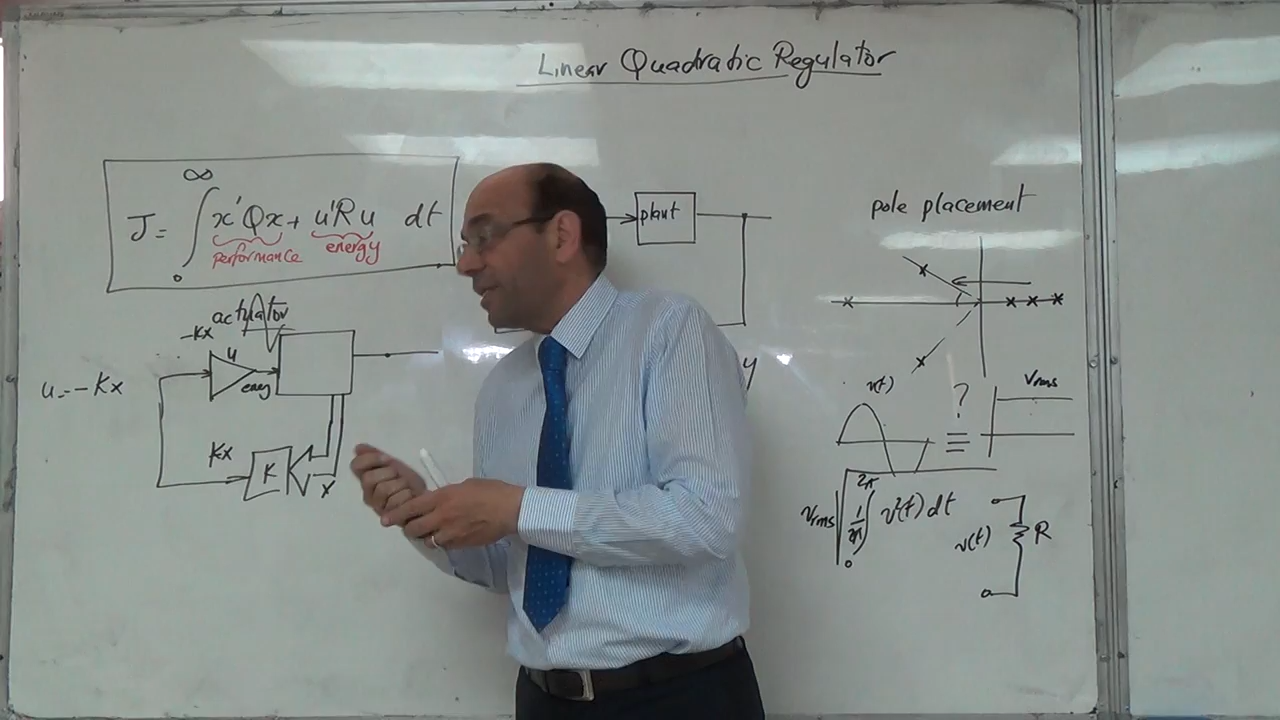 Linear Quadratic Regulator
J = ∫₀^∞ x'Qx + u'Ru dt
performance
energy
plant
y
actuator
-Kx
u
u = -Kx
Kx
K
x
pole placement
v(t)
?
≡
Vrms
Vrms √ 1/2π ∫₀^2π v²(t) dt
v(t)
R